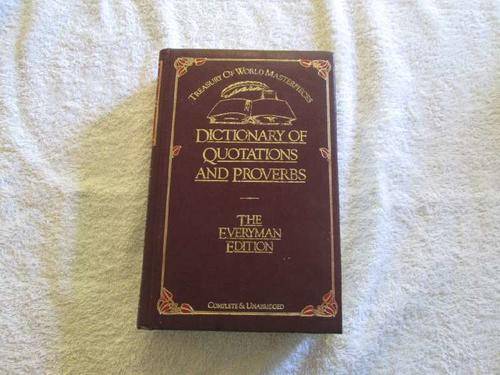 TREASURY OF WORLD MASTERPIECES
DICTIONARY OF
QUOTATIONS
AND PROVERBS
THE
EVERYMAN
EDITION
COMPLETE & UNABRIDGED